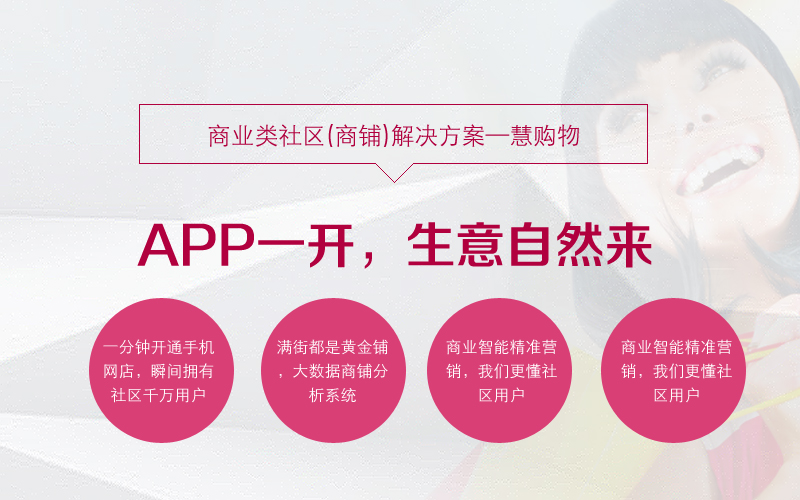 商业类社区(商铺)解决方案—慧购物
APP一开，生意自然来
一分钟开通手机
网店，瞬间拥有
社区千万用户
满街都是黄金铺
，大数据商铺分
析系统
商业智能精准营
销，我们更懂社
区用户
商业智能精准营
销，我们更懂社
区用户